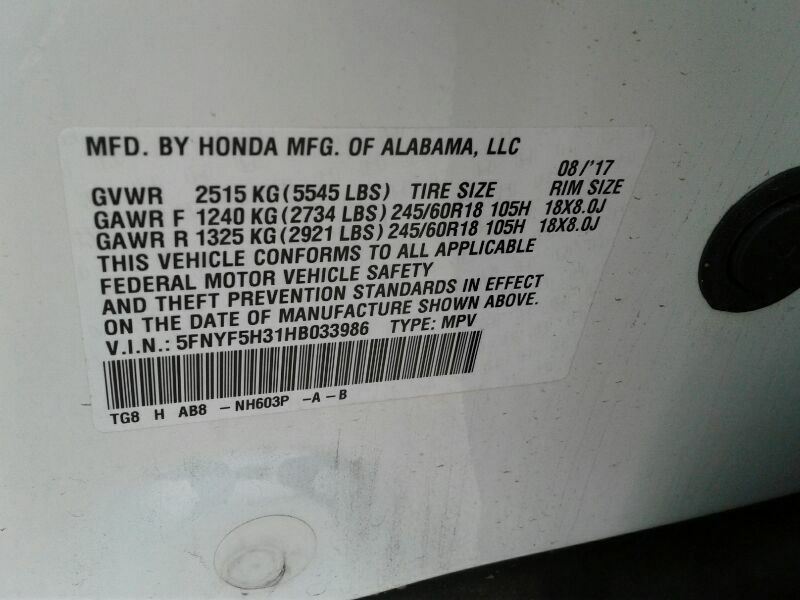 MFD. BY HONDA MFG. OF ALABAMA, LLC
08/'17
GVWR 2515 KG (5545 LBS) TIRE SIZE RIM SIZE
GAWR F 1240 KG (2734 LBS) 245/60R18 105H 18X8.0J
GAWR R 1325 KG (2921 LBS) 245/60R18 105H 18X8.0J
THIS VEHICLE CONFORMS TO ALL APPLICABLE
FEDERAL MOTOR VEHICLE SAFETY
AND THEFT PREVENTION STANDARDS IN EFFECT
ON THE DATE OF MANUFACTURE SHOWN ABOVE.
V.I.N.: 5FNYF5H31HB033986 TYPE: MPV
TG8 H AB8 – NH603P –A – B